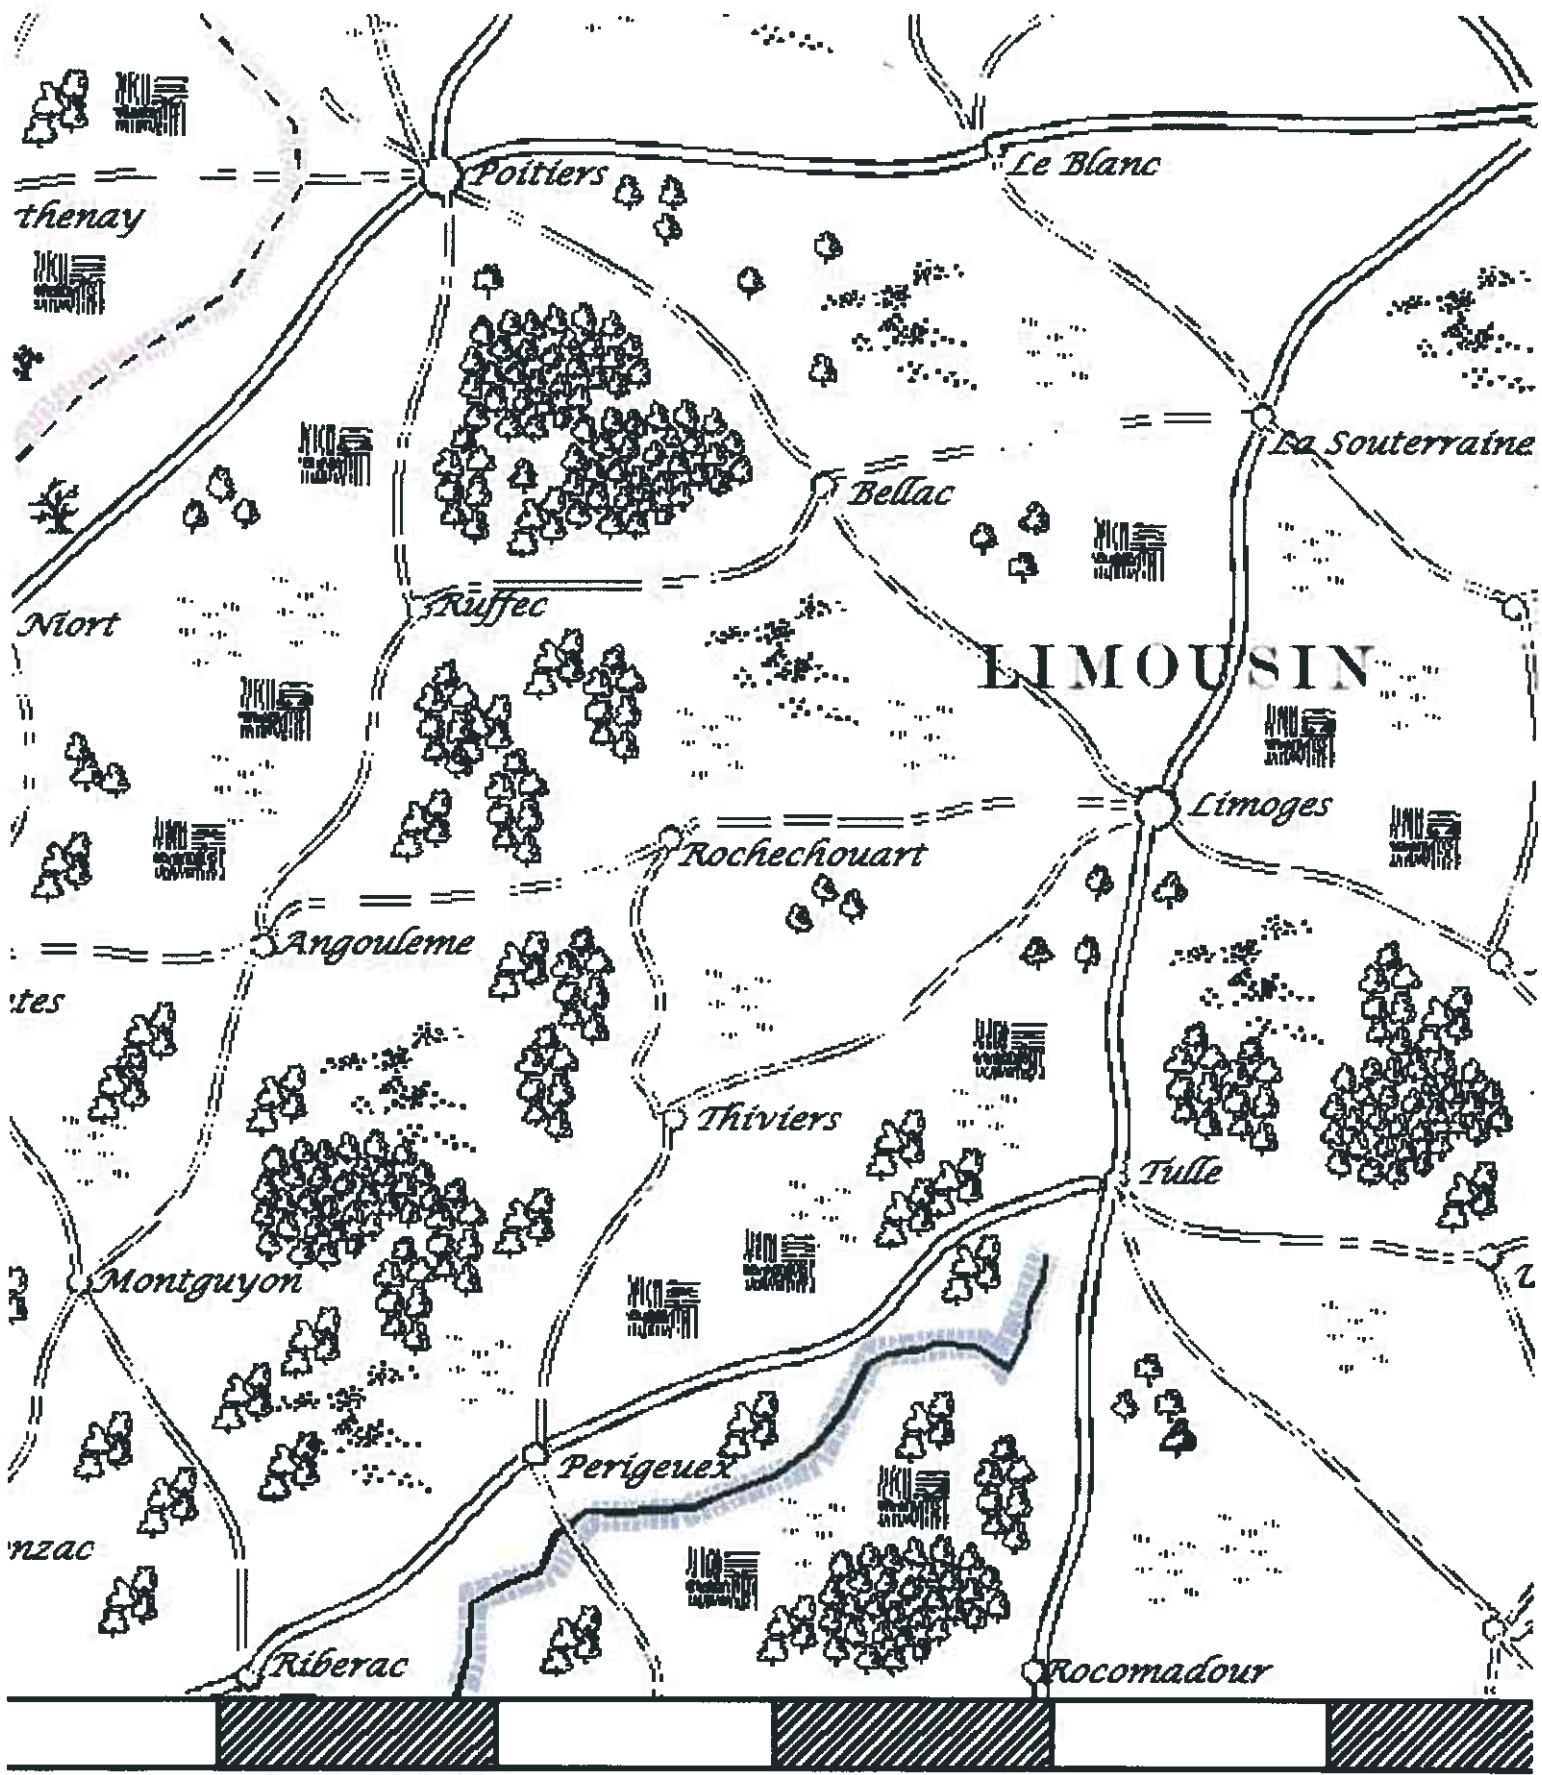 Poitiers
Le Blanc
thenay
La Souterraine
Bellac
Ruffec
Niort
LIMOUSIN
Limoges
Rochechouart
Angouleme
tes
Thiviers
Tulle
Montguyon
Perigeuex
nzac
Riberac
Rocomadour